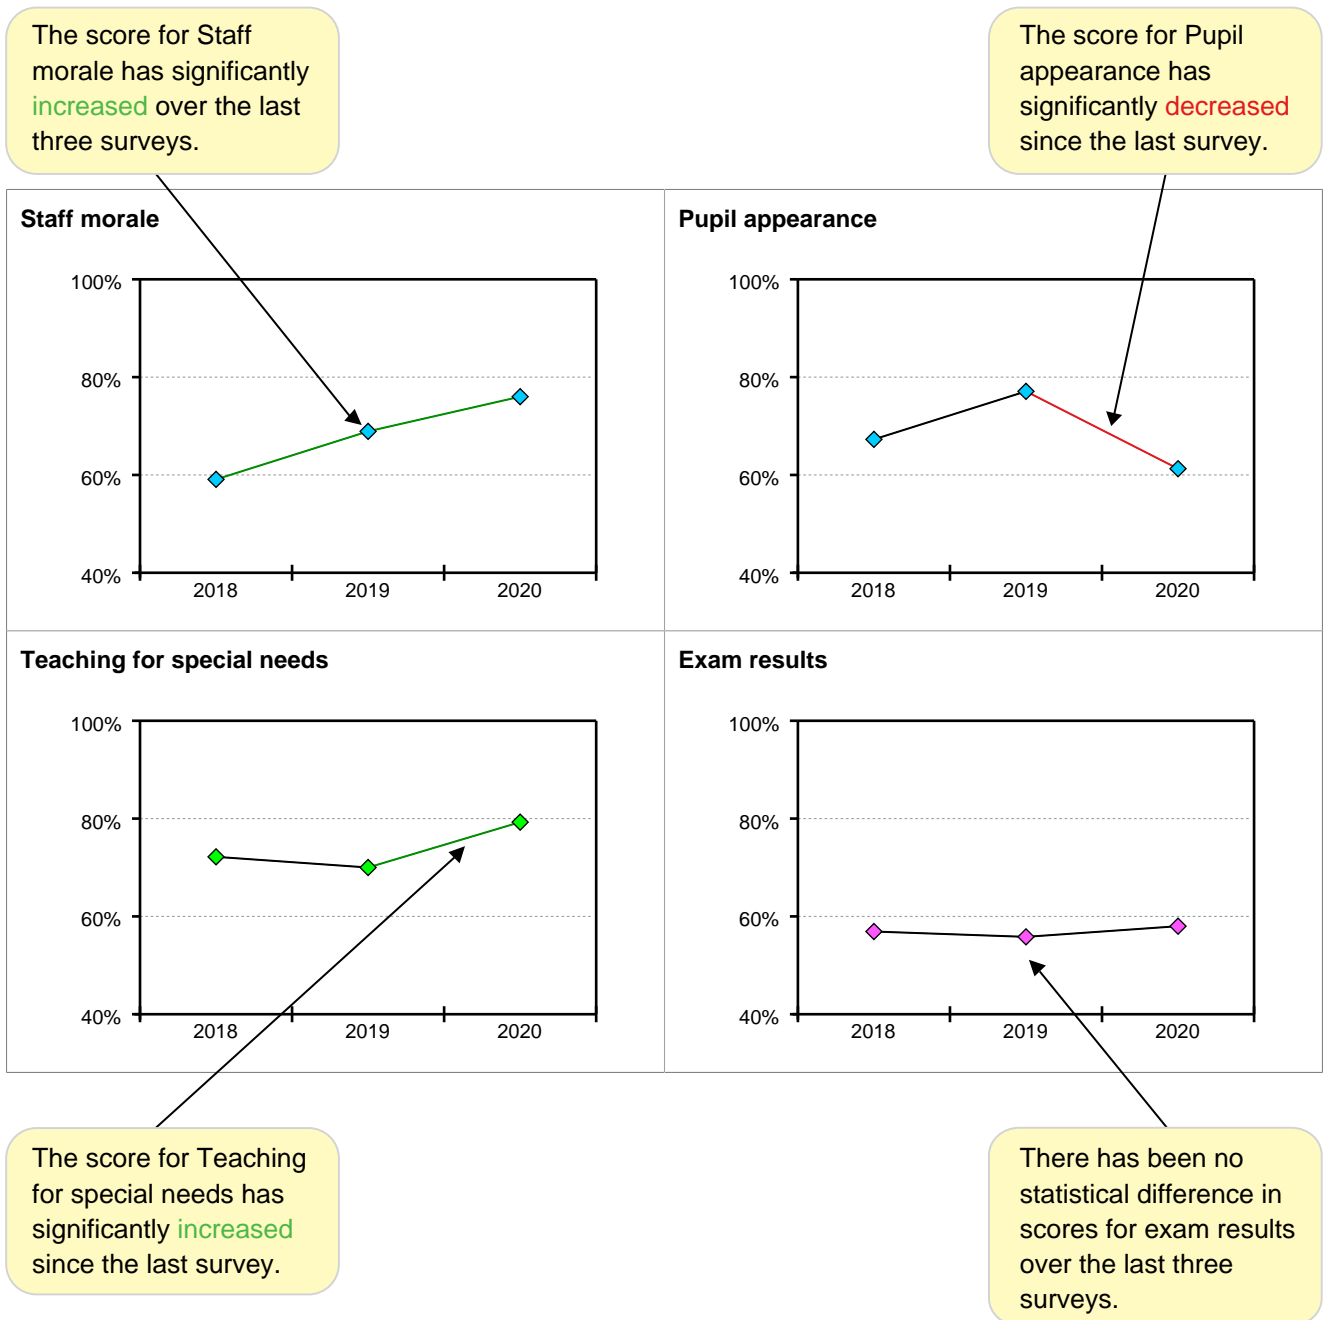 The score for Staff
morale has significantly
increased over the last
three surveys.
The score for Pupil
appearance has
significantly decreased
since the last survey.
Staff morale
100%
80%
60%
40%
2018 2019 2020
Pupil appearance
100%
80%
60%
40%
2018 2019 2020
Teaching for special needs
100%
80%
60%
40%
2018 2019 2020
Exam results
100%
80%
60%
40%
2018 2019 2020
The score for Teaching
for special needs has
significantly increased
since the last survey.
There has been no
statistical difference in
scores for exam results
over the last three
surveys.